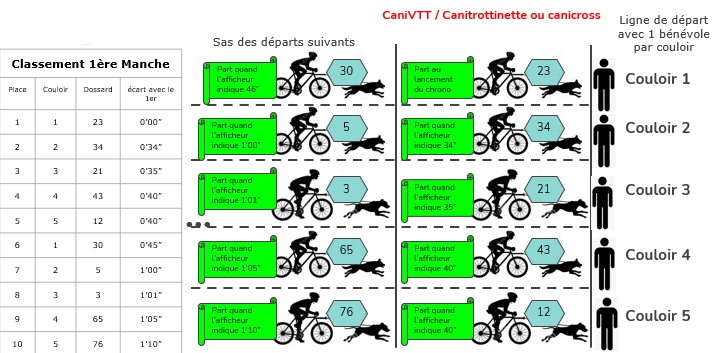 CaniVTT / Canitrottinette ou canicross
Ligne de départ
avec 1 bénévole
par couloir
Sas des départs suivants
Classement 1ère Manche
Place Couloir Dossard écart avec le 1er
1 1 23 0'00"
2 2 34 0'34"
3 3 21 0'35"
4 4 43 0'40"
5 5 12 0'40"
6 1 30 0'45"
7 2 5 1'00"
8 3 3 1'01"
9 4 65 1'05"
10 5 76 1'10"
Part quand
l'afficheur
indique 46"
30
Part au
lancement
du chrono
23
Couloir 1
Part quand
l'afficheur
indique 1'00"
5
Part quand
l'afficheur
indique 34"
34
Couloir 2
Part quand
l'afficheur
indique 1'01"
3
Part quand
l'afficheur
indique 35"
21
Couloir 3
Part quand
l'afficheur
indique 1'05"
65
Part quand
l'afficheur
indique 40"
43
Couloir 4
Part quand
l'afficheur
indique 1'10"
76
Part quand
l'afficheur
indique 40"
12
Couloir 5